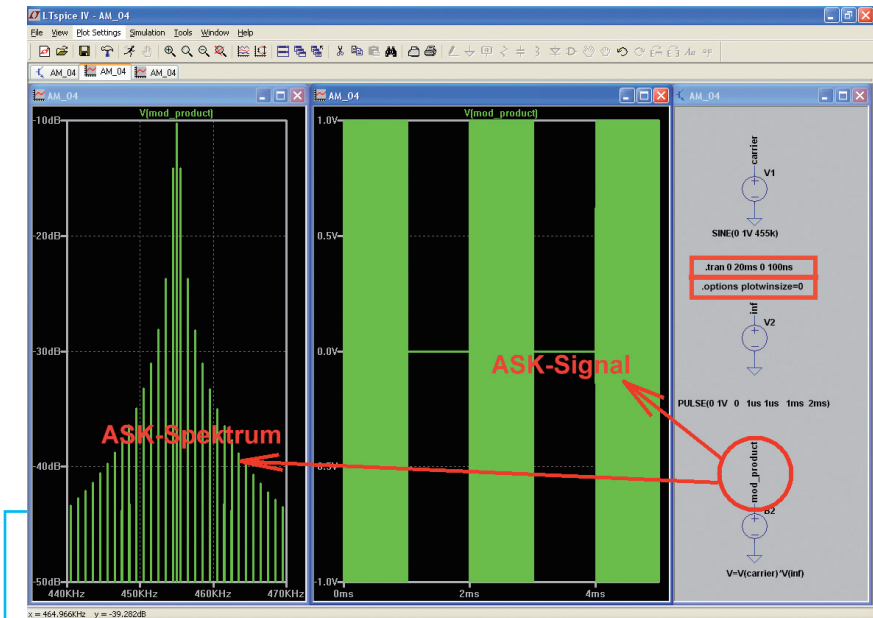 LTspice IV - AM_04
File View Plot Settings Simulation Tools Window Help
AM_04 AM_04 AM_04
AM_04
V[mod_product]
-10dB
-20dB
-30dB
-40dB
-50dB
440KHz 450KHz 460KHz 470KHz
ASK-Spektrum
AM_04
V[mod_product]
1.0V
0.5V
0.0V
-0.5V
-1.0V
0ms 2ms 4ms
ASK-Signal
AM_04
carrier
V1
SINE(0 1V 455k)
.tran 0 20ms 0 100ns
.options plotwinsize=0
inf
V2
PULSE(0 1V 0 1us 1us 1ms 2ms)
mod_product
B2
V=V(carrier)*V(inf)
x = 464.966KHz y = -39.282dB